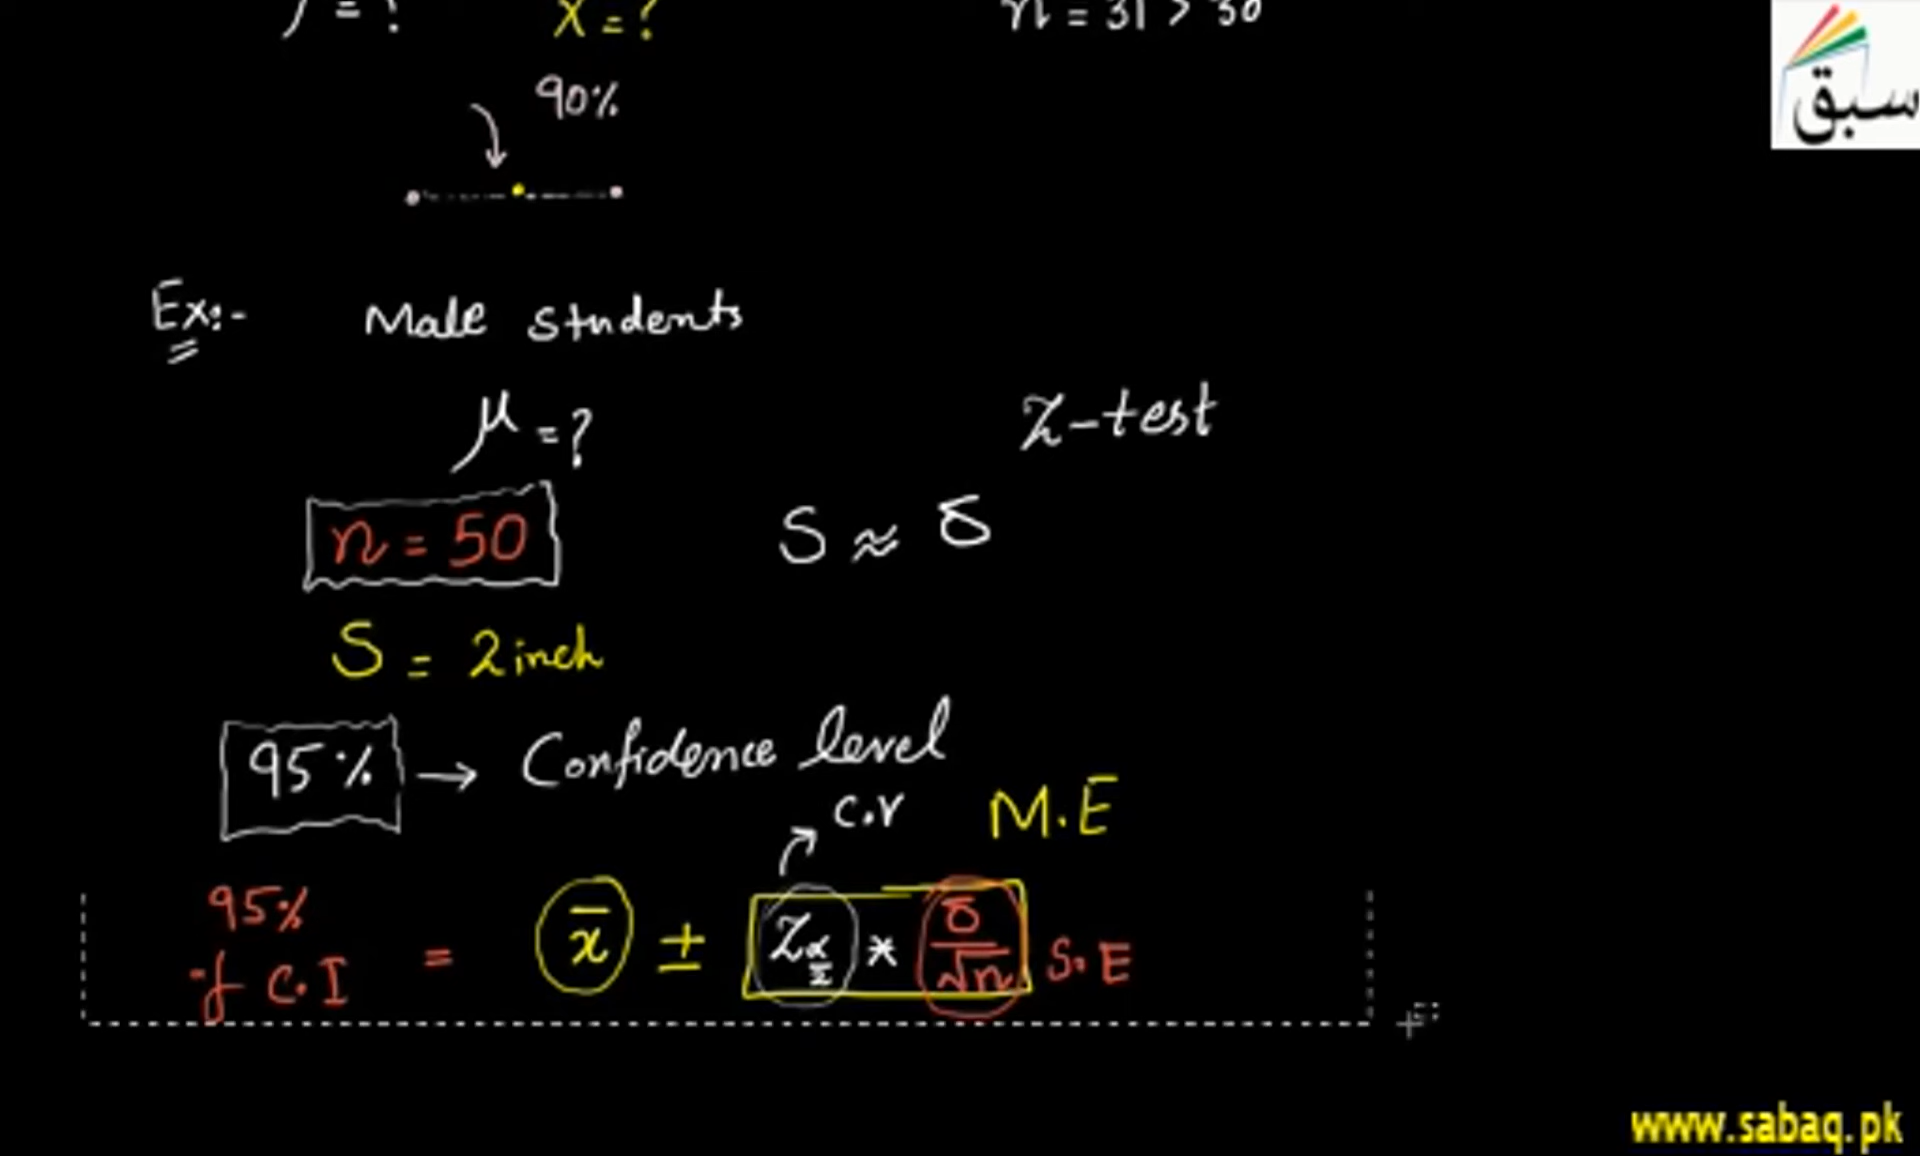 μ = ? x̄ = ? n = 31 > 30
سبق
90%
Ex:- Male students
μ = ? Z-test
n = 50 S ≈ σ
S = 2 inch
95% → Confidence level
C.V M.E
95% y C.I = x̄ ± Zα/2 * σ/√n S.E
www.sabaq.pk